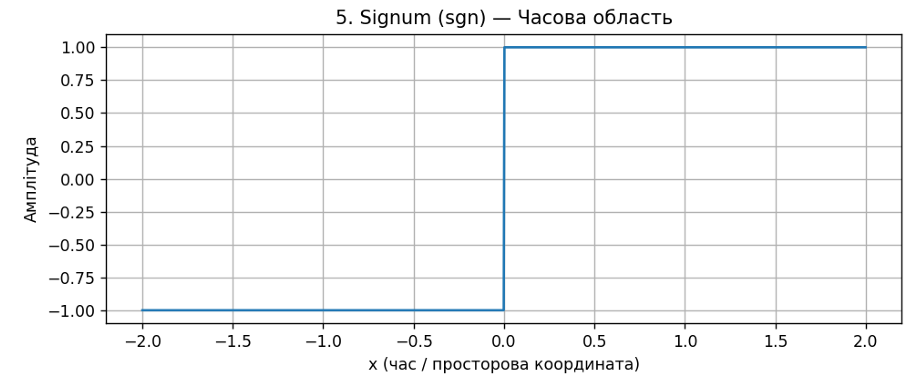 5. Signum (sgn) — Часова область
1.00
0.75
0.50
0.25
0.00
−0.25
−0.50
−0.75
−1.00
Амплітуда
−2.0 −1.5 −1.0 −0.5 0.0 0.5 1.0 1.5 2.0
x (час / просторова координата)